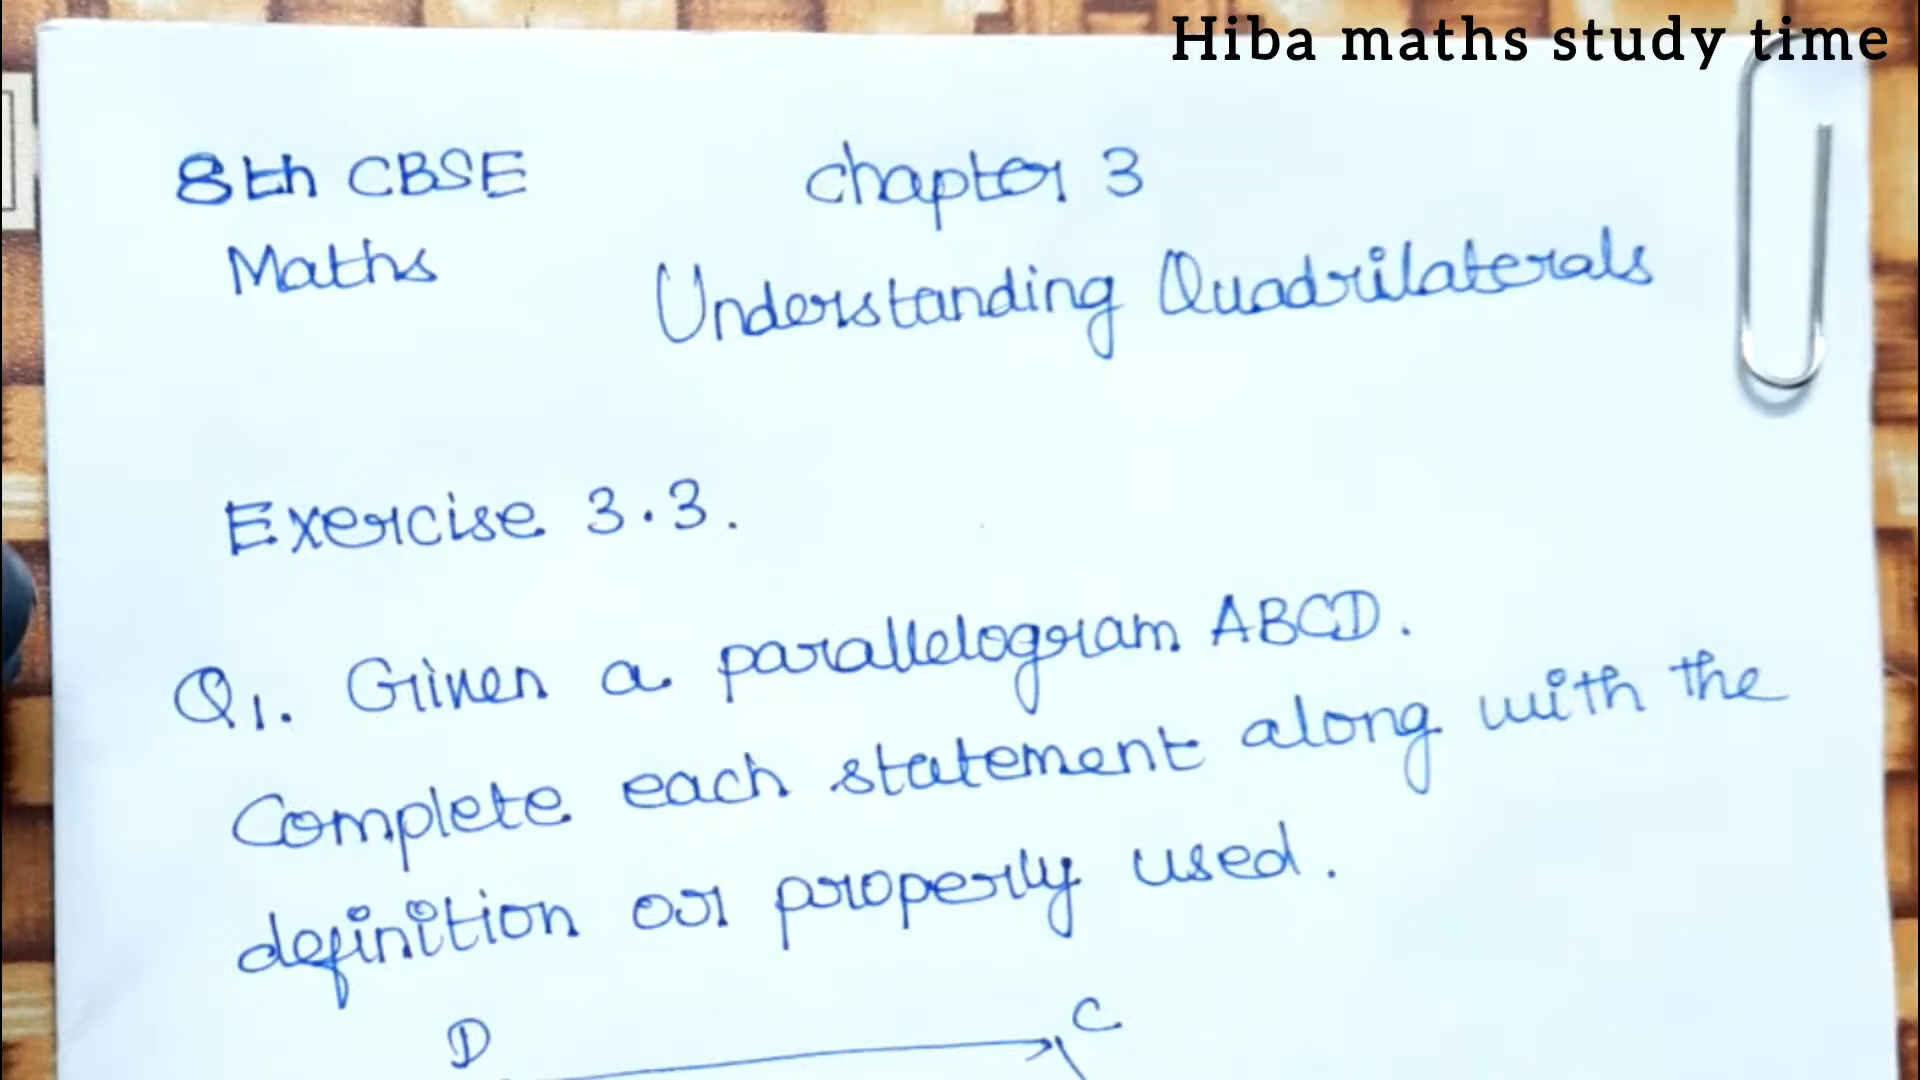 Hiba maths study time
8th CBSE
chapter 3
Maths
Understanding Quadrilaterals
Exercise 3.3.
Q1. Given a parallelogram ABCD.
Complete each statement along with the
definition or property used.
D
C